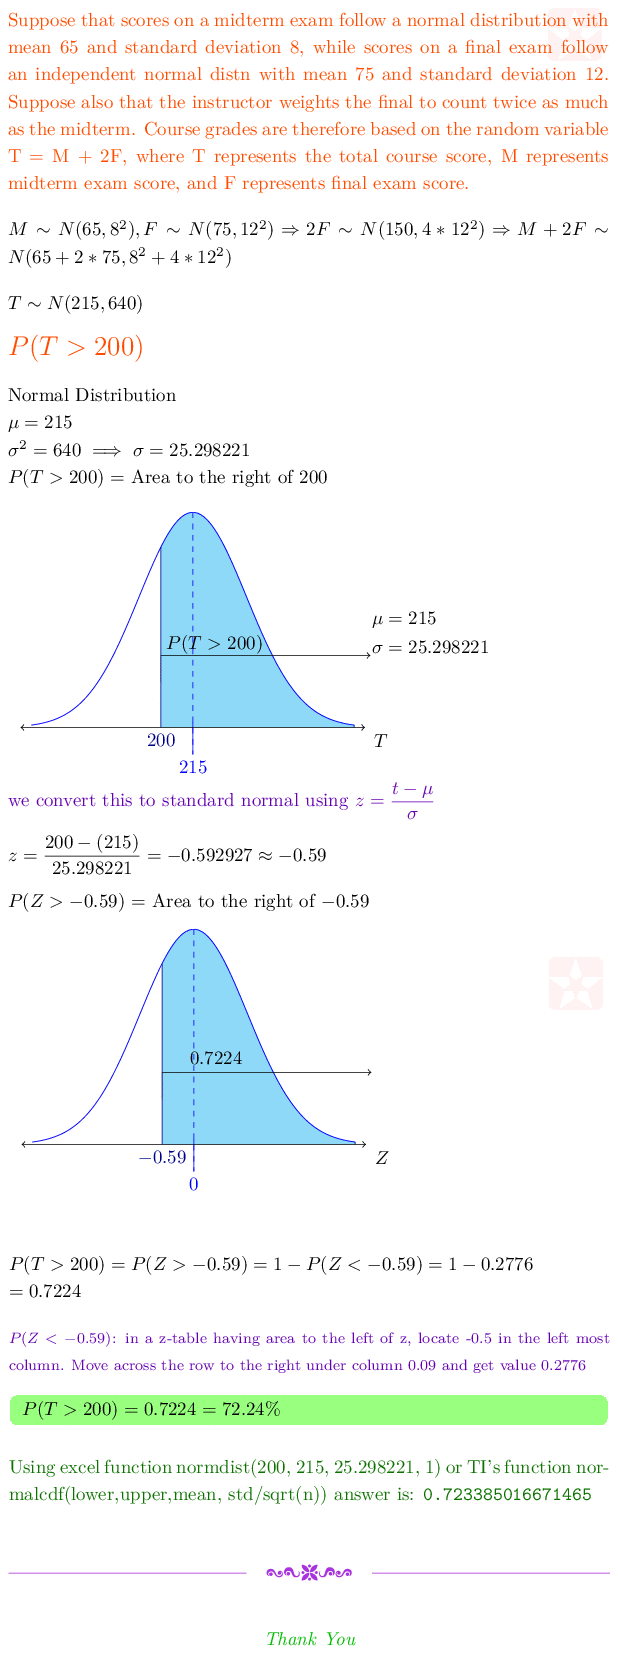 Suppose that scores on a midterm exam follow a normal distribution with
mean 65 and standard deviation 8, while scores on a final exam follow
an independent normal distn with mean 75 and standard deviation 12.
Suppose also that the instructor weights the final to count twice as much
as the midterm. Course grades are therefore based on the random variable
T = M + 2F, where T represents the total course score, M represents
midterm exam score, and F represents final exam score.
M ∼ N(65, 8²), F ∼ N(75, 12²) ⇒ 2F ∼ N(150, 4 ∗ 12²) ⇒ M + 2F ∼
N(65 + 2 ∗ 75, 8² + 4 ∗ 12²)
T ∼ N(215, 640)
P(T > 200)
Normal Distribution
μ = 215
σ² = 640 ⟹ σ = 25.298221
P(T > 200) = Area to the right of 200
μ = 215
P(T > 200)
σ = 25.298221
200
T
215
we convert this to standard normal using z = (t − μ)/σ
z = (200 − (215))/25.298221 = −0.592927 ≈ −0.59
P(Z > −0.59) = Area to the right of −0.59
0.7224
−0.59
Z
0
P(T > 200) = P(Z > −0.59) = 1 − P(Z < −0.59) = 1 − 0.2776
= 0.7224
P(Z < −0.59): in a z-table having area to the left of z, locate -0.5 in the left most
column. Move across the row to the right under column 0.09 and get value 0.2776
P(T > 200) = 0.7224 = 72.24%
Using excel function normdist(200, 215, 25.298221, 1) or TI's function nor-
malcdf(lower,upper,mean, std/sqrt(n)) answer is: 0.723385016671465
Thank You